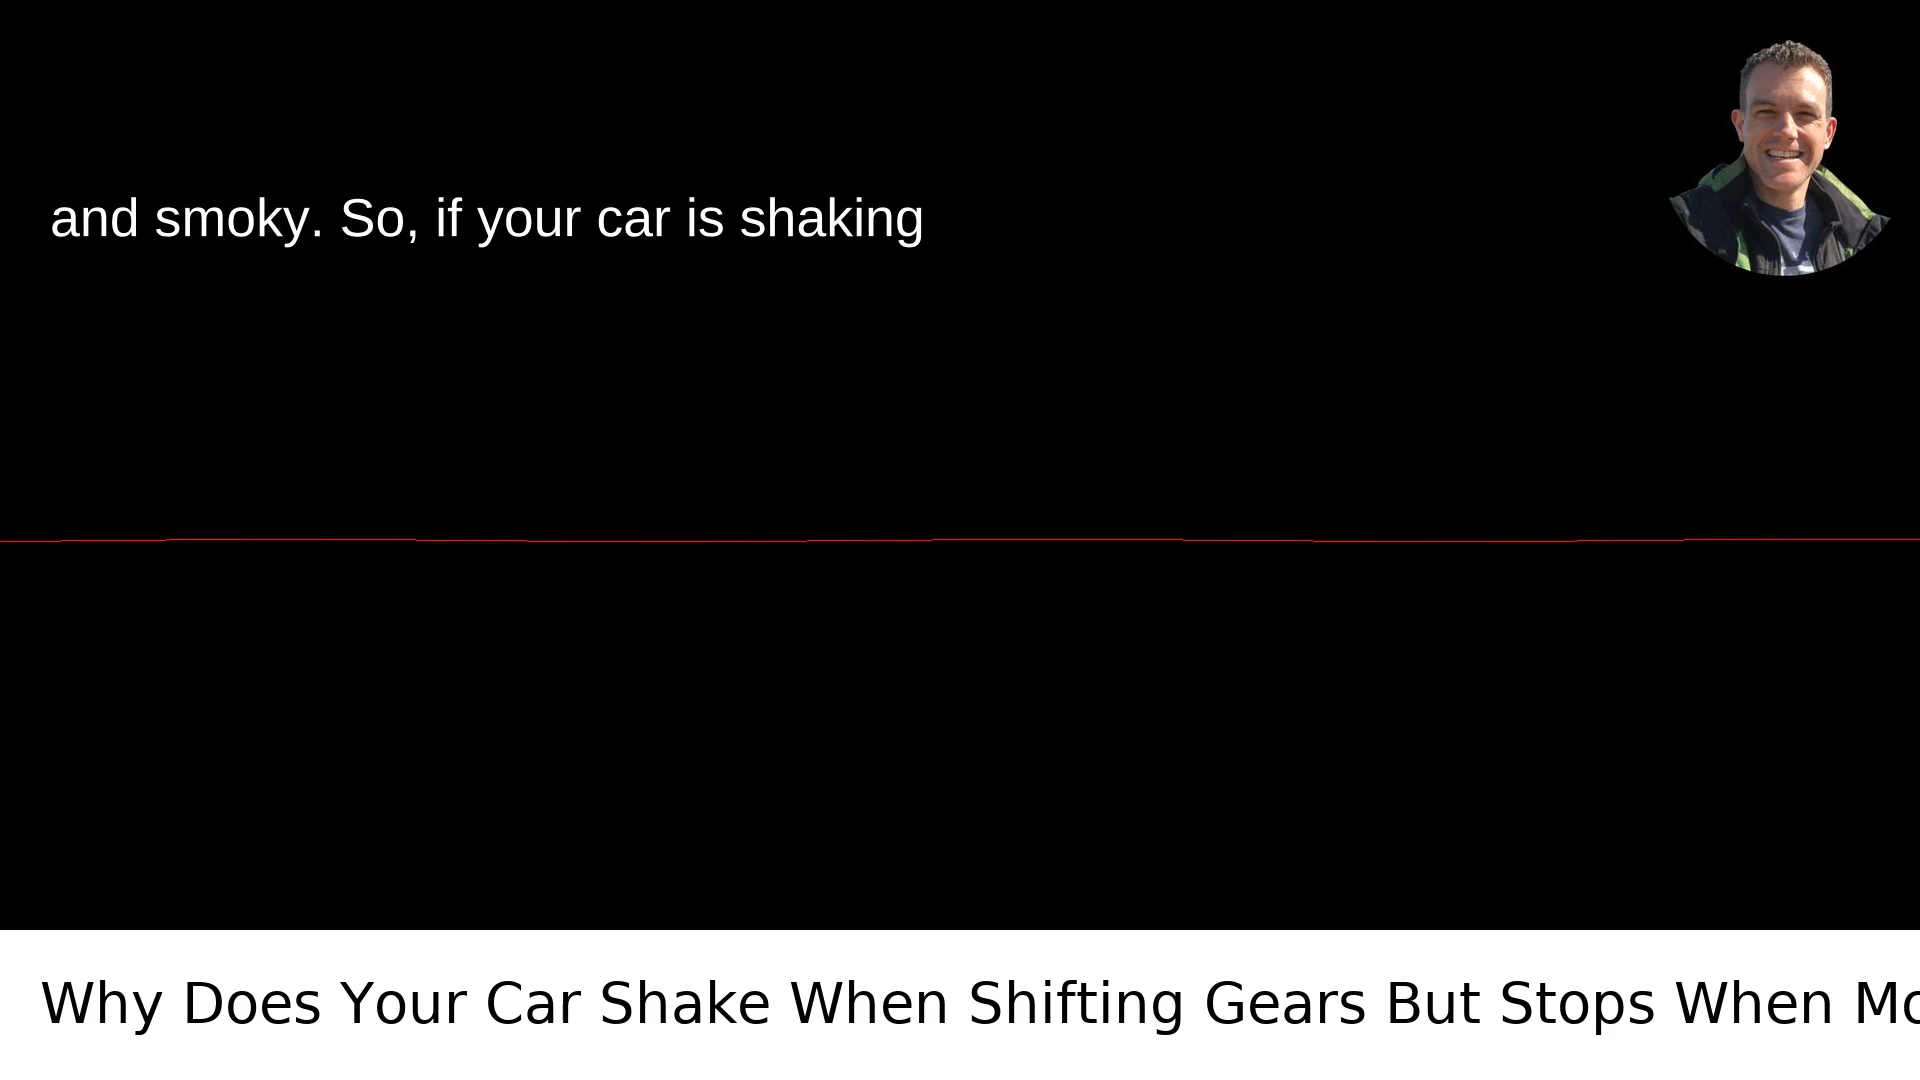 and smoky. So, if your car is shaking
Why Does Your Car Shake When Shifting Gears But Stops When Mo